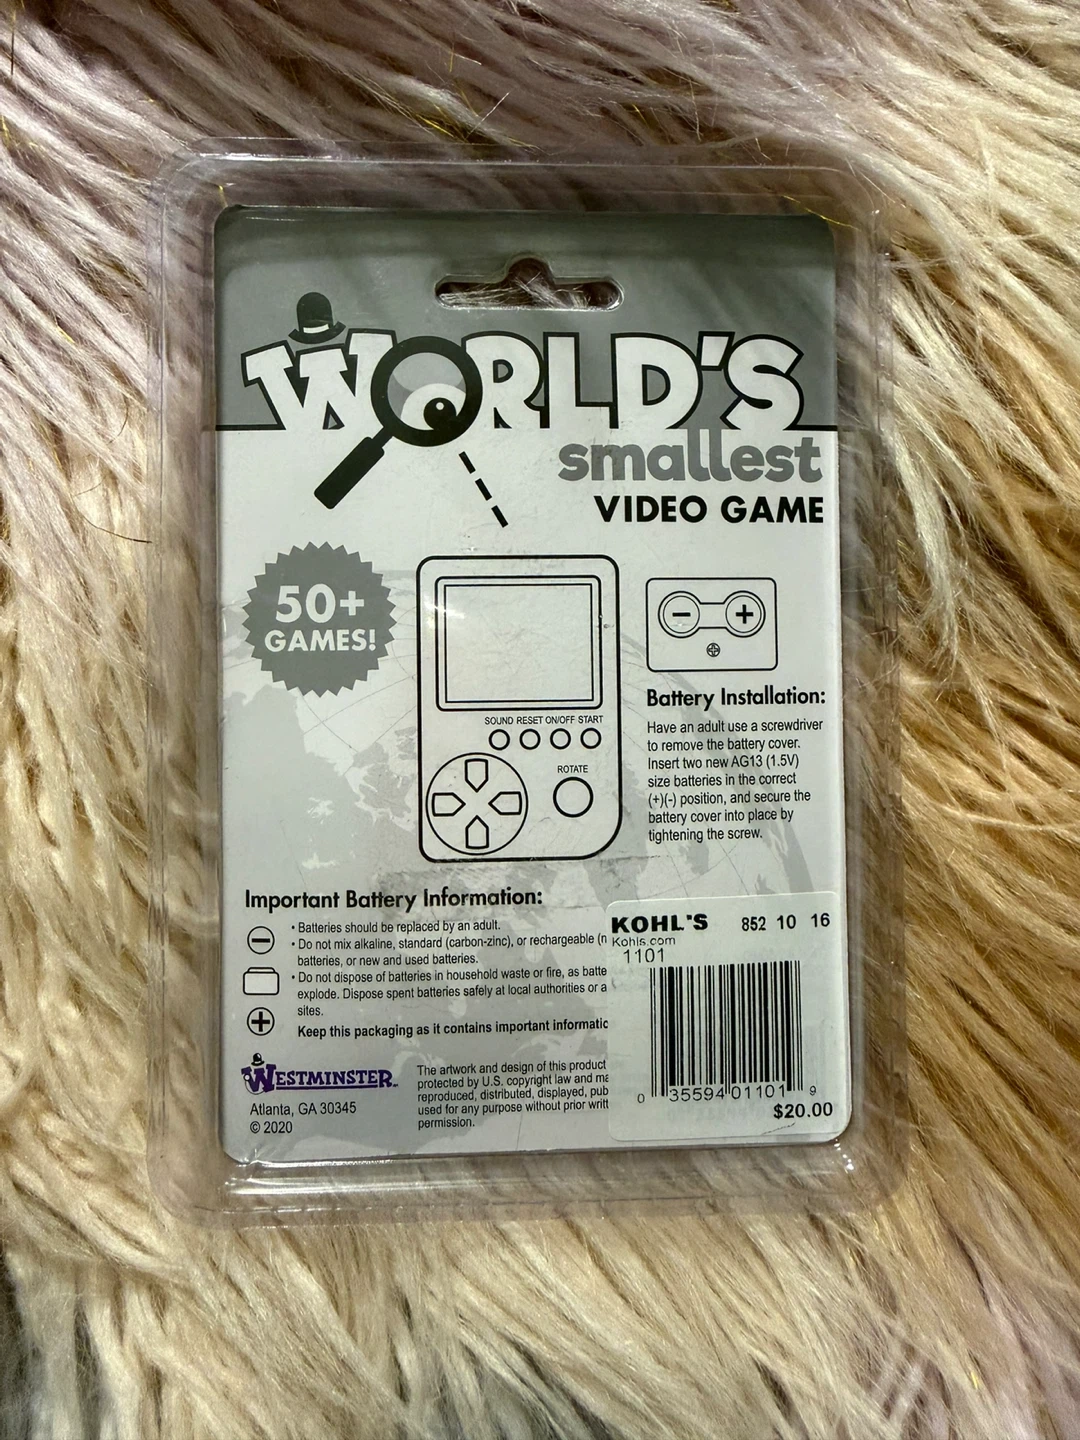 WORLD'S
smallest
VIDEO GAME
50+
GAMES!
SOUND RESET ON/OFF START
ROTATE
− +
Battery Installation:
Have an adult use a screwdriver
to remove the battery cover.
Insert two new AG13 (1.5V)
size batteries in the correct
(+)(-) position, and secure the
battery cover into place by
tightening the screw.
Important Battery Information:
• Batteries should be replaced by an adult.
• Do not mix alkaline, standard (carbon-zinc), or rechargeable (n
batteries, or new and used batteries.
• Do not dispose of batteries in household waste or fire, as batte
explode. Dispose spent batteries safely at local authorities or a
sites.
Keep this packaging as it contains important informatic
WESTMINSTER
Atlanta, GA 30345
© 2020
The artwork and design of this product
protected by U.S. copyright law and ma
reproduced, distributed, displayed, pub
used for any purpose without prior writt
permission.
KOHL'S 852 10 16
Kohls.com
1101
0 35594 01101 9
$20.00